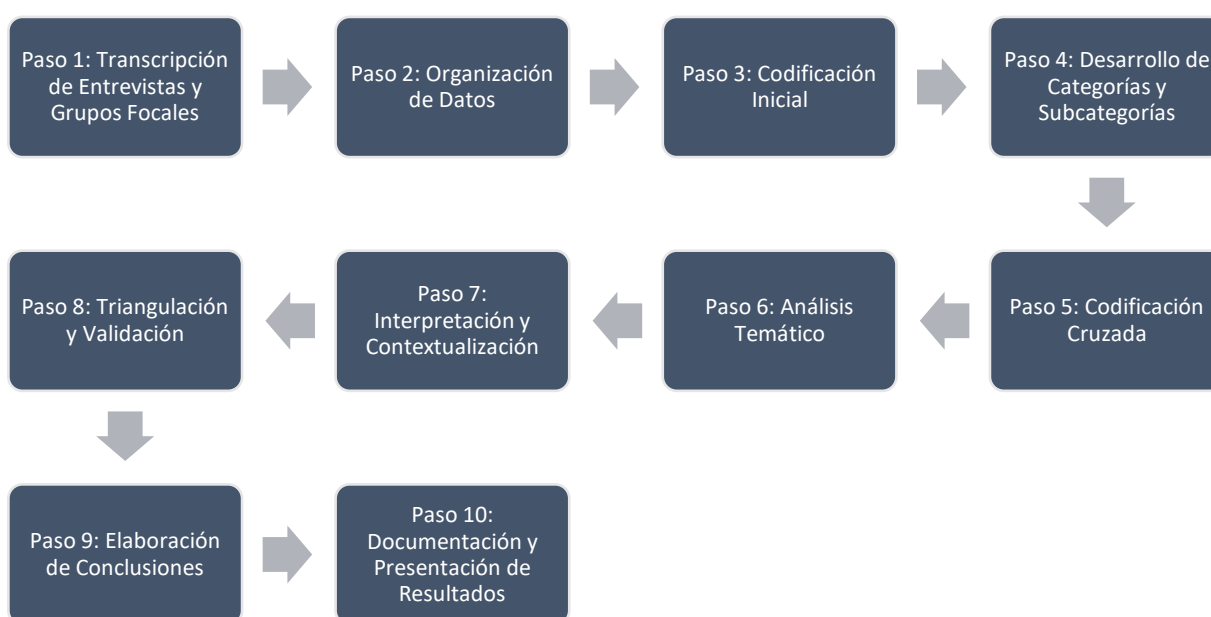 Paso 1: Transcripción
de Entrevistas y
Grupos Focales
Paso 2: Organización
de Datos
Paso 3: Codificación
Inicial
Paso 4: Desarrollo de
Categorías y
Subcategorías
Paso 5: Codificación
Cruzada
Paso 6: Análisis
Temático
Paso 7:
Interpretación y
Contextualización
Paso 8: Triangulación
y Validación
Paso 9: Elaboración
de Conclusiones
Paso 10:
Documentación y
Presentación de
Resultados